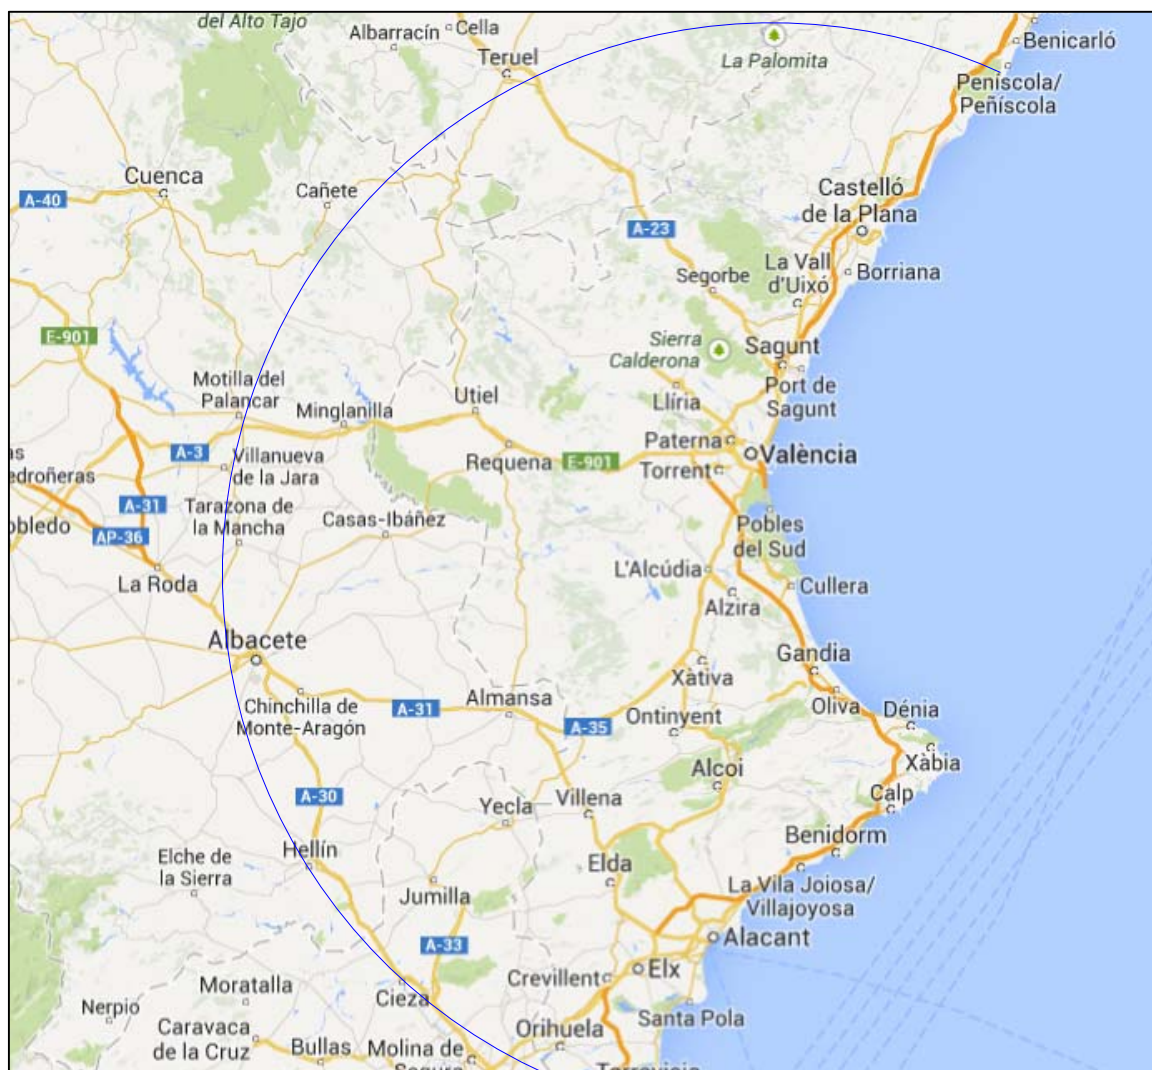 del Alto Tajo
Albarracín
Cella
Teruel
La Palomita
Benicarló
Peníscola/
Peñíscola
Cuenca
A-40
Cañete
A-23
Castelló
de la Plana
Segorbe
La Vall
d'Uixó
Borriana
E-901
Sierra
Calderona
Sagunt
Port de
Sagunt
Motilla del
Palancar
Minglanilla
Utiel
Llíria
Paterna
València
A-3
Villanueva
de la Jara
Requena
E-901
Torrent
edroñeras
A-31
Tarazona de
la Mancha
Casas-Ibáñez
Pobles
del Sud
obledo
AP-36
La Roda
L'Alcúdia
Alzira
Cullera
Albacete
Gandia
Xàtiva
Chinchilla de
Monte-Aragón
A-31
Almansa
A-35
Ontinyent
Oliva
Dénia
Xàbia
Alcoi
A-30
Yecla
Villena
Calp
Benidorm
Hellín
Elche de
la Sierra
Elda
Jumilla
La Vila Joiosa/
Villajoyosa
A-33
Alacant
Moratalla
Cieza
Crevillent
Elx
Nerpio
Santa Pola
Caravaca
de la Cruz
Bullas
Molina de
Orihuela